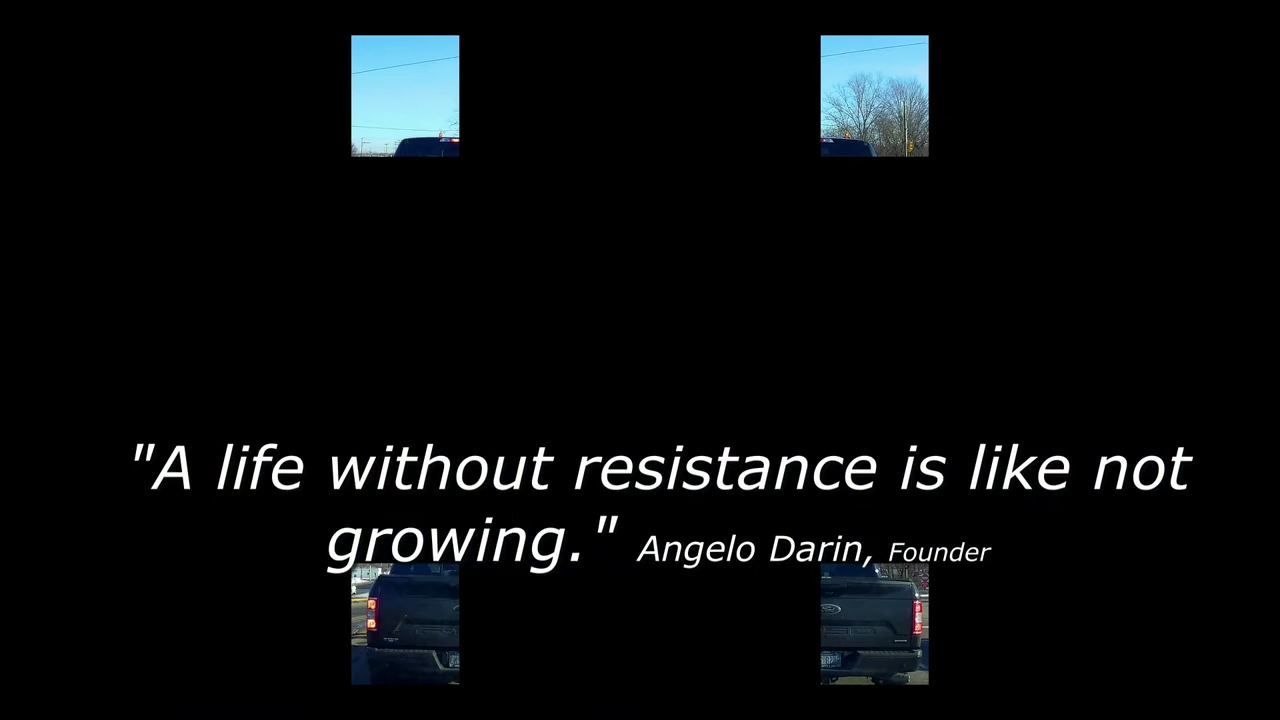 "A life without resistance is like not
growing." Angelo Darin, Founder